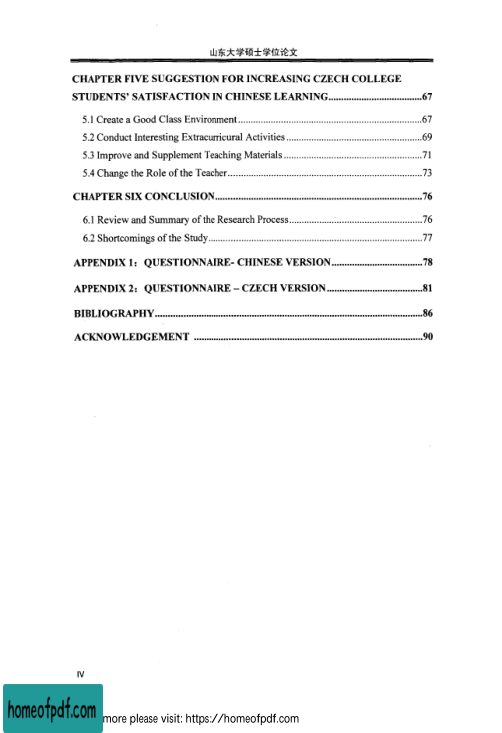 山东大学硕士学位论文
CHAPTER FIVE SUGGESTION FOR INCREASING CZECH COLLEGE
STUDENTS' SATISFACTION IN CHINESE LEARNING....................................67
5.1 Create a Good Class Environment....................................67
5.2 Conduct Interesting Extracurricural Activities....................................69
5.3 Improve and Supplement Teaching Materials....................................71
5.4 Change the Role of the Teacher....................................73
CHAPTER SIX CONCLUSION....................................76
6.1 Review and Summary of the Research Process....................................76
6.2 Shortcomings of the Study....................................77
APPENDIX 1: QUESTIONNAIRE- CHINESE VERSION....................................78
APPENDIX 2: QUESTIONNAIRE – CZECH VERSION....................................81
BIBLIOGRAPHY....................................86
ACKNOWLEDGEMENT ....................................90
IV
homeofpdf.com
more please visit: https://homeofpdf.com